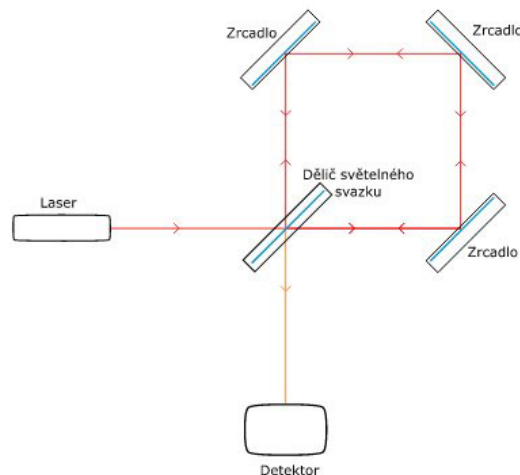 Zrcadlo
Zrcadlo
Dělič světelného
svazku
Laser
Zrcadlo
Detektor